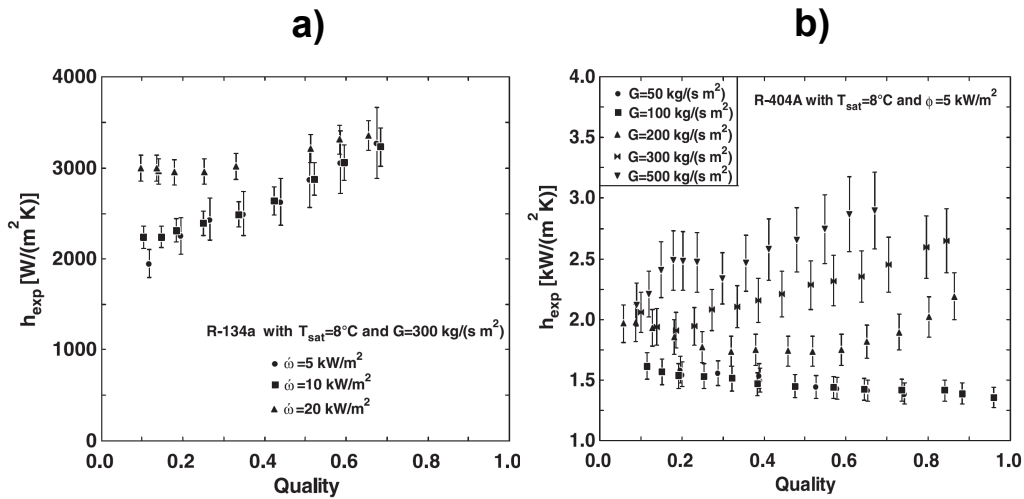 a)
4000
3000
2000
1000
0
h_exp [W/(m²K)]
R-134a with T_sat=8°C and G=300 kg/(s m²)
ώ=5 kW/m²
ώ=10 kW/m²
ώ=20 kW/m²
0.0 0.2 0.4 0.6 0.8 1.0
Quality
b)
4.0
3.5
3.0
2.5
2.0
1.5
1.0
h_exp [kW/(m²K)]
G=50 kg/(s m²)
G=100 kg/(s m²)
G=200 kg/(s m²)
G=300 kg/(s m²)
G=500 kg/(s m²)
R-404A with T_sat=8°C and ϕ=5 kW/m²
0.0 0.2 0.4 0.6 0.8 1.0
Quality